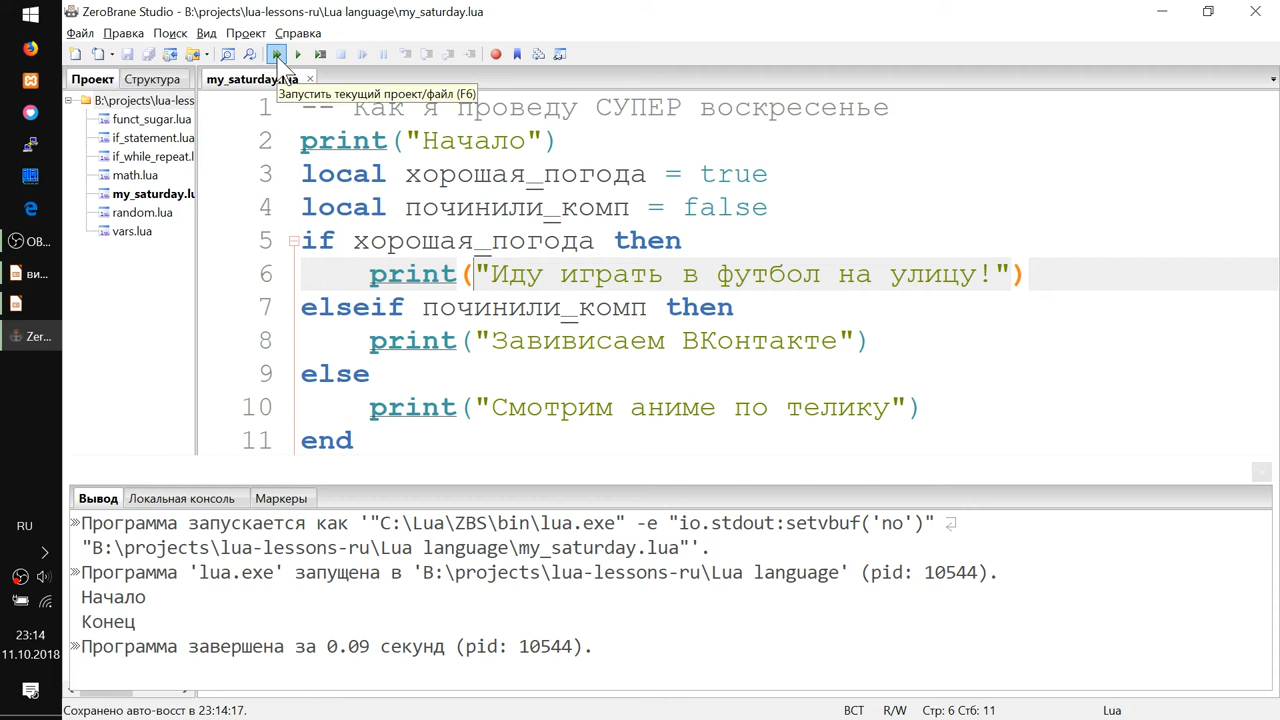 ZeroBrane Studio - B:\projects\lua-lessons-ru\Lua language\my_saturday.lua
Файл Правка Поиск Вид Проект Справка
Проект Структура
my_saturday.lua
Запустить текущий проект/файл (F6)
B:\projects\lua-less
funct_sugar.lua
if_statement.lua
if_while_repeat.l
math.lua
my_saturday.lu
random.lua
vars.lua
1 -- Как я проведу СУПЕР воскресенье
2 print("Начало")
3 local хорошая_погода = true
4 local починили_комп = false
5 if хорошая_погода then
6 print("Иду играть в футбол на улицу!")
7 elseif починили_комп then
8 print("Завивисаем ВКонтакте")
9 else
10 print("Смотрим аниме по телику")
11 end
Вывод Локальная консоль Маркеры
Программа запускается как '"C:\Lua\ZBS\bin\lua.exe" -e "io.stdout:setvbuf('no')"
"B:\projects\lua-lessons-ru\Lua language\my_saturday.lua"'.
Программа 'lua.exe' запущена в 'B:\projects\lua-lessons-ru\Lua language' (pid: 10544).
Начало
Конец
Программа завершена за 0.09 секунд (pid: 10544).
Сохранено авто-восст в 23:14:17. ВСТ R/W Стр: 6 Стб: 11 Lua
ОВ...
ви...
Zer...
RU
23:14
11.10.2018